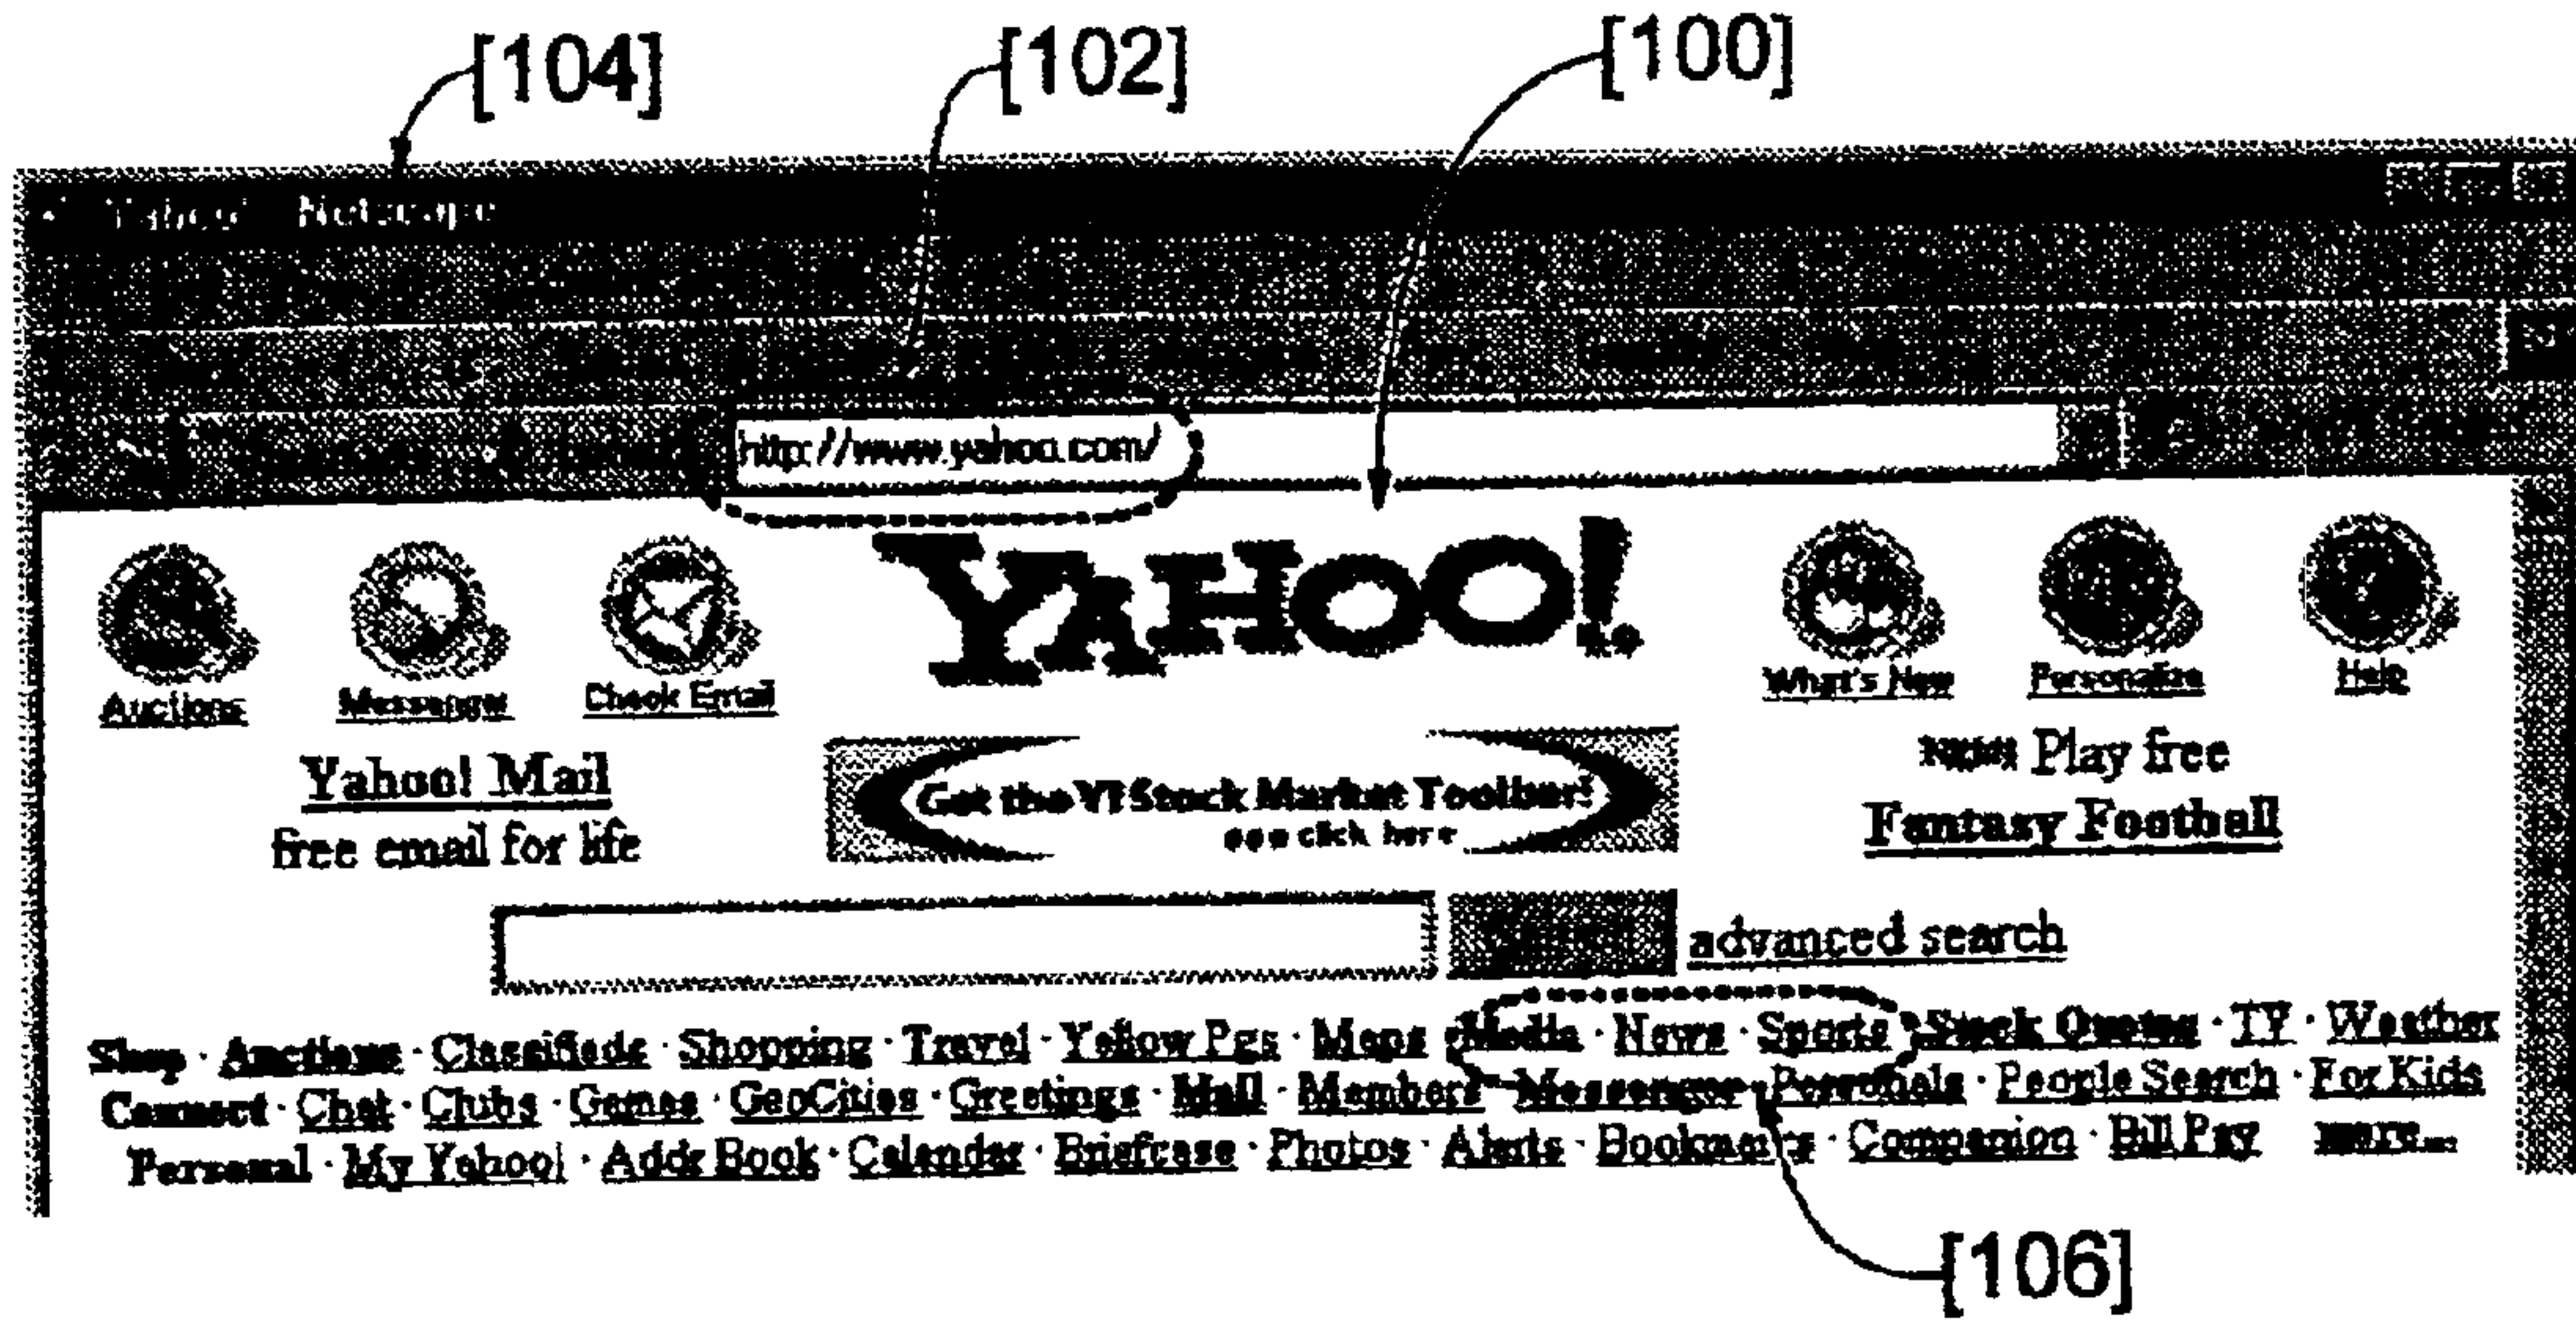 [104] [102] [100]
Yahoo! Netscape
http://www.yahoo.com/
YAHOO!
Auctions Messenger Check Email What's New Personalize Help
Yahoo! Mail
free email for life
Get the Y! Stock Market Toolbar!
click here
Play free
Fantasy Football
advanced search
Shop · Auctions · Classifieds · Shopping · Travel · Yellow Pgs · Maps Media · News · Sports · Stock Quotes · TV · Weather
Connect · Chat · Clubs · Games · GeoCities · Greetings · Mail · Members · Messenger · Personals · People Search · For Kids
Personal · My Yahoo! · Addr Book · Calendar · Briefcase · Photos · Alerts · Bookmarks · Companion · Bill Pay more...
[106]